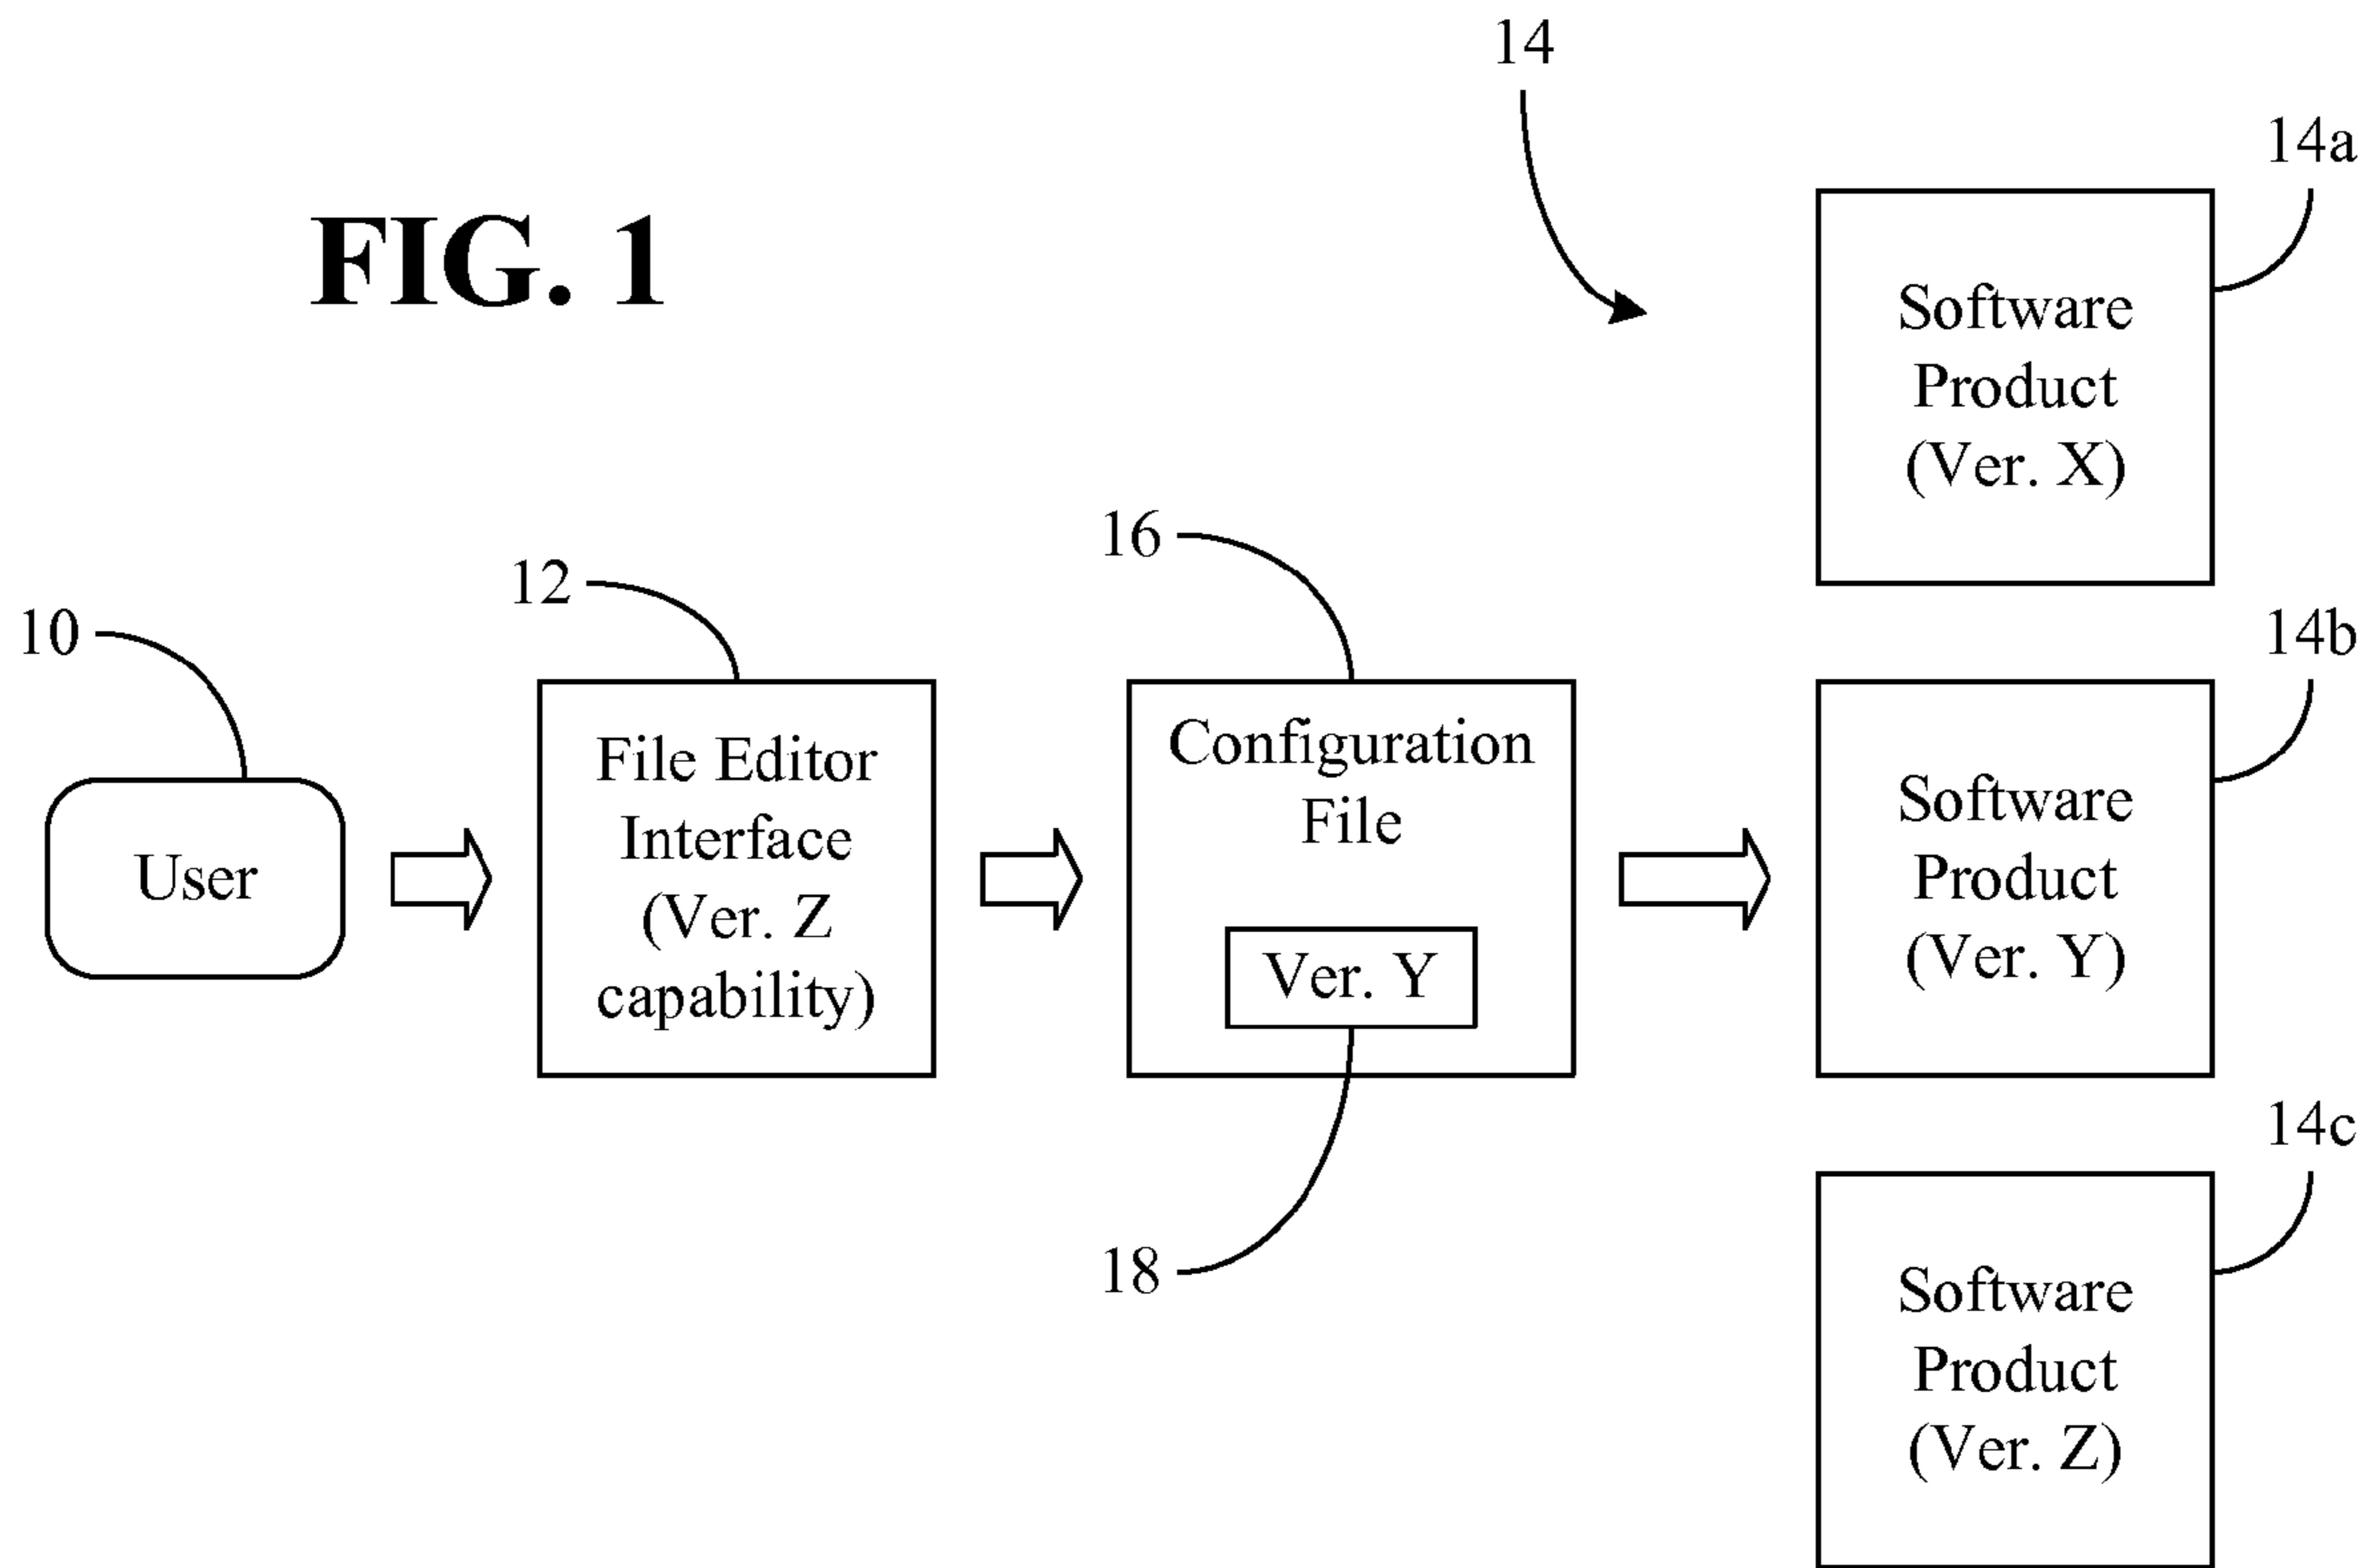 14
14a
FIG. 1
Software
Product
(Ver. X)
16
12
10
14b
File Editor
Interface
(Ver. Z
capability)
Configuration
File
Ver. Y
User
Software
Product
(Ver. Y)
14c
18
Software
Product
(Ver. Z)